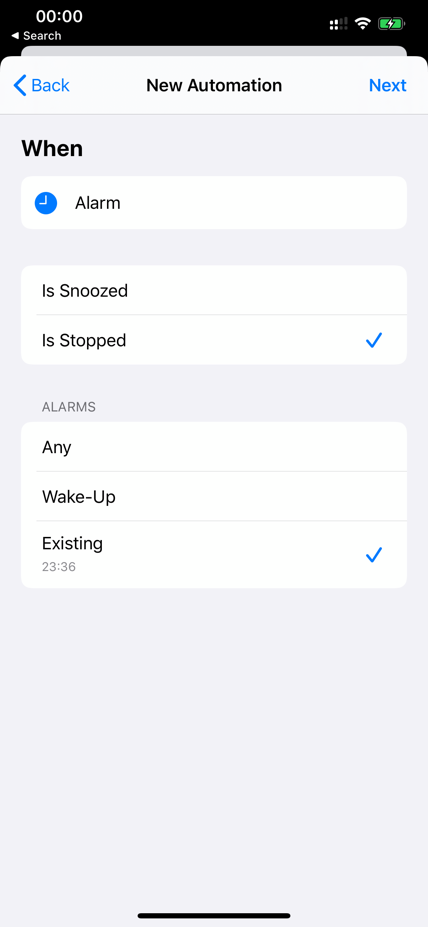 00:00
◀ Search
Back
New Automation
Next
When
Alarm
Is Snoozed
Is Stopped
ALARMS
Any
Wake-Up
Existing
23:36